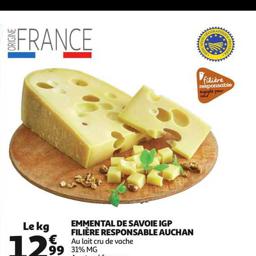 ORIGINE
FRANCE
filière
responsable
Le kg
12€99
EMMENTAL DE SAVOIE IGP
FILIÈRE RESPONSABLE AUCHAN
Au lait cru de vache
31% MG